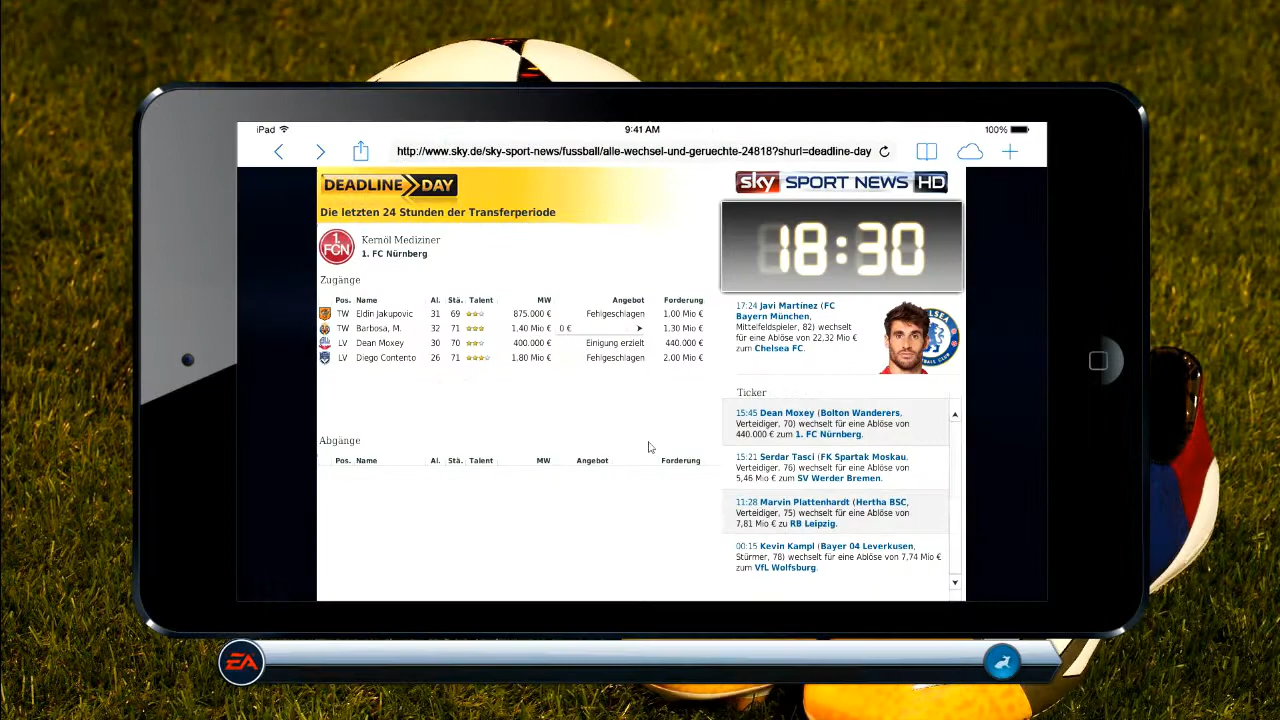 iPad
9:41 AM
100%
http://www.sky.de/sky-sport-news/fussball/alle-wechsel-und-geruechte-24818?shurl=deadline-day
DEADLINE DAY
Die letzten 24 Stunden der Transferperiode
1.FCN
Kernöl Mediziner
1. FC Nürnberg
Zugänge
Pos. Name Al. Stä. Talent MW Angebot Forderung
TW Eldin Jakupovic 31 69 875.000 € Fehlgeschlagen 1.00 Mio €
TW Barbosa, M. 32 71 1.40 Mio € 0 € 1.30 Mio €
LV Dean Moxey 30 70 400.000 € Einigung erzielt 440.000 €
LV Diego Contento 26 71 1.80 Mio € Fehlgeschlagen 2.00 Mio €
Abgänge
Pos. Name Al. Stä. Talent MW Angebot Forderung
sky SPORT NEWS HD
18:30
17:24 Javi Martínez (FC
Bayern München,
Mittelfeldspieler, 82) wechselt
für eine Ablöse von
22,32 Mio €
zum Chelsea FC.
CHELSEA
Ticker
15:45 Dean Moxey (Bolton Wanderers,
Verteidiger, 70) wechselt für eine Ablöse von
440.000 € zum 1. FC Nürnberg.
15:21 Serdar Tasci (FK Spartak Moskau,
Verteidiger, 76) wechselt für eine Ablöse von
5,46 Mio € zum SV Werder Bremen.
11:28 Marvin Plattenhardt (Hertha BSC,
Verteidiger, 75) wechselt für eine Ablöse von
7,81 Mio € zu RB Leipzig.
00:15 Kevin Kampl (Bayer 04 Leverkusen,
Stürmer, 78) wechselt für eine Ablöse von 7,74 Mio €
zum VfL Wolfsburg.
EA